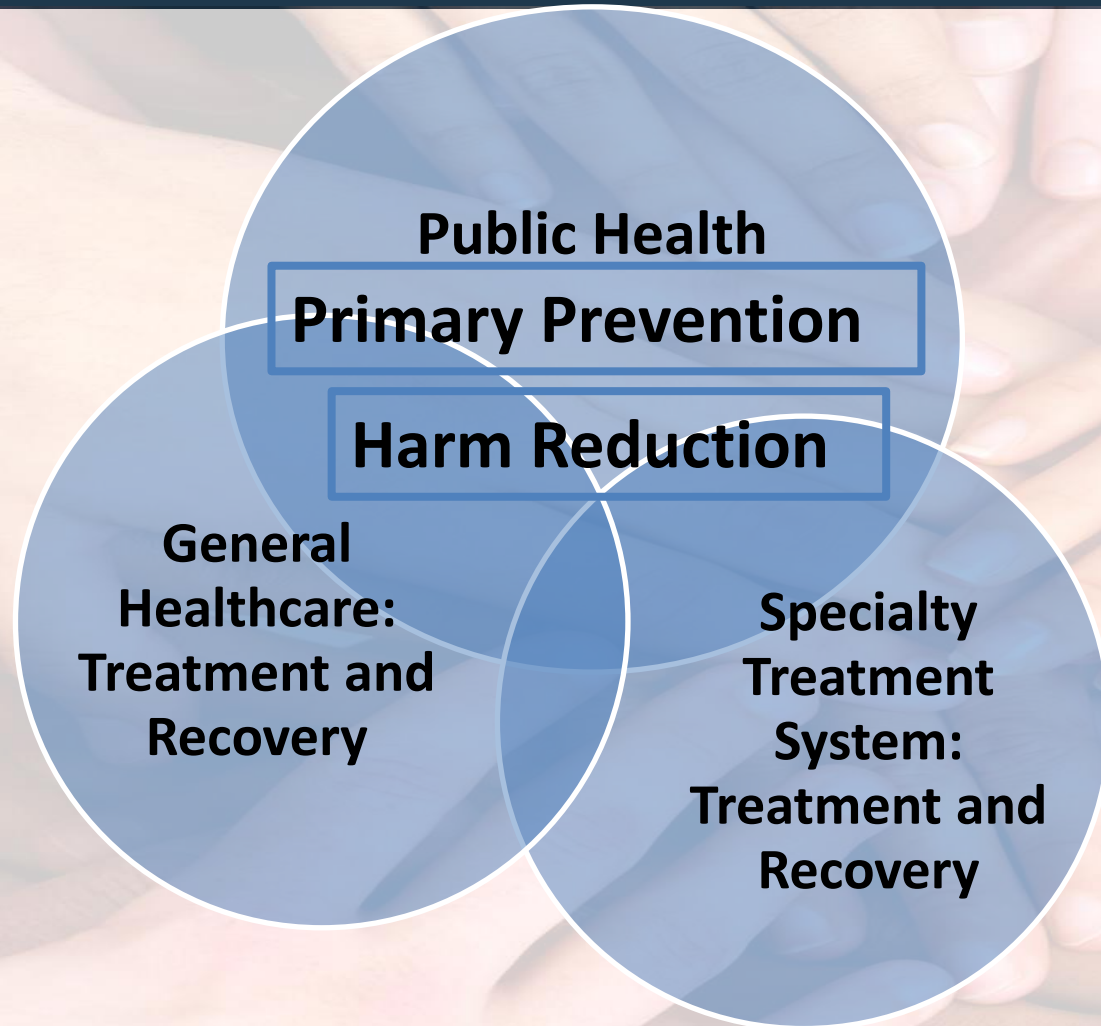 Public Health
Primary Prevention
Harm Reduction
General
Healthcare:
Treatment and
Recovery
Specialty
Treatment
System:
Treatment and
Recovery